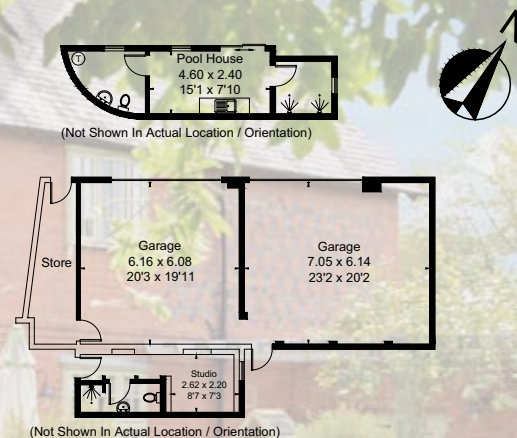 N
T
Pool House
4.60 x 2.40
15'1 x 7'10
(Not Shown In Actual Location / Orientation)
Garage
6.16 x 6.08
20'3 x 19'11
Garage
7.05 x 6.14
23'2 x 20'2
Store
Studio
2.62 x 2.20
8'7 x 7'3
(Not Shown In Actual Location / Orientation)